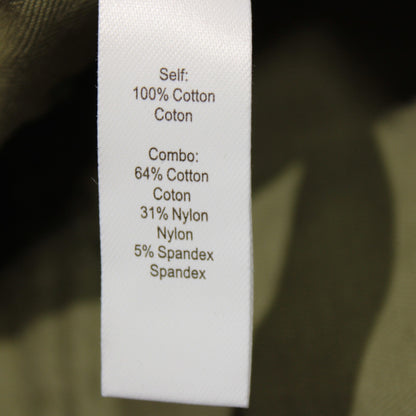 Self:
100% Cotton
Coton
Combo:
64% Cotton
Coton
31% Nylon
Nylon
5% Spandex
Spandex